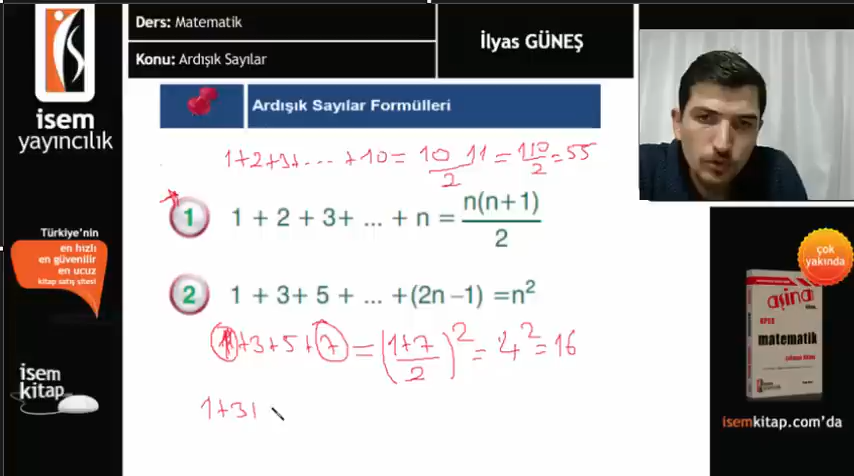 isem
yayıncılık
Ders: Matematik
Konu: Ardışık Sayılar
İlyas GÜNEŞ
Ardışık Sayılar Formülleri
1+2+3+...+10 = 10 11/2 = 110/2 = 55
1 1 + 2 + 3+ ... + n = n(n+1)/2
2 1 + 3+ 5 + ... +(2n –1) =n²
1+3+5+7 = (1+7/2)² = 4² = 16
1+3+
Türkiye'nin
en hızlı
en güvenilir
en ucuz
kitap satış sitesi
isem
kitap
çok
yakında
aşina
KPSS
matematik
isemkitap.com'da